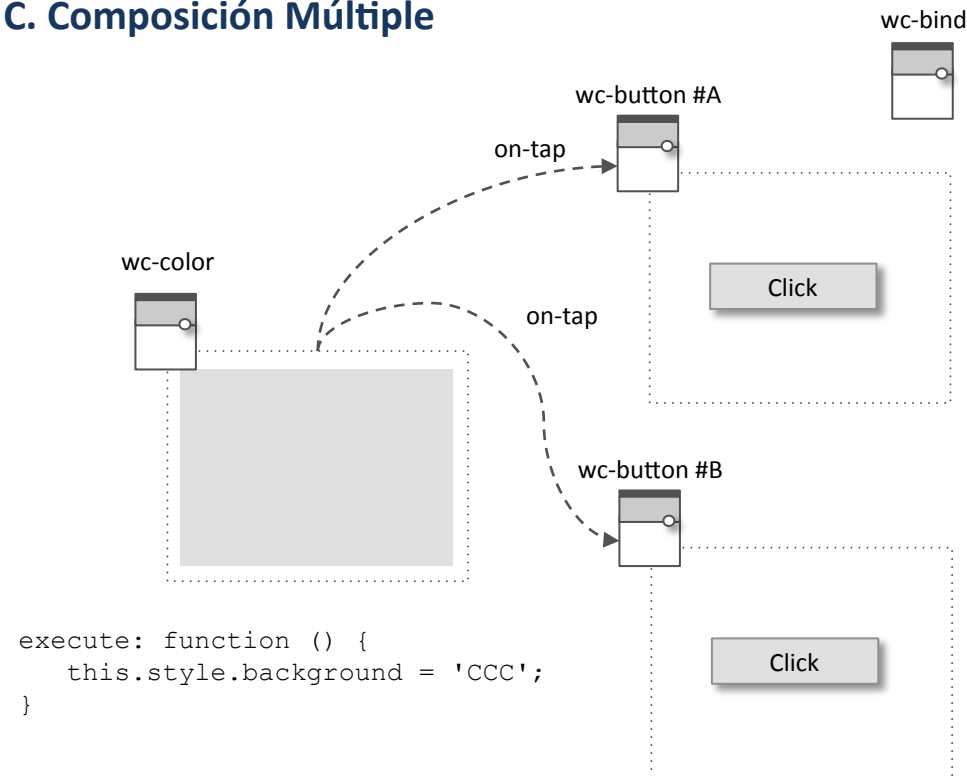 C. Composición Múltiple
wc-bind
wc-button #A
on-tap
Click
wc-color
on-tap
wc-button #B
Click
execute: function () {
   this.style.background = 'CCC';
}